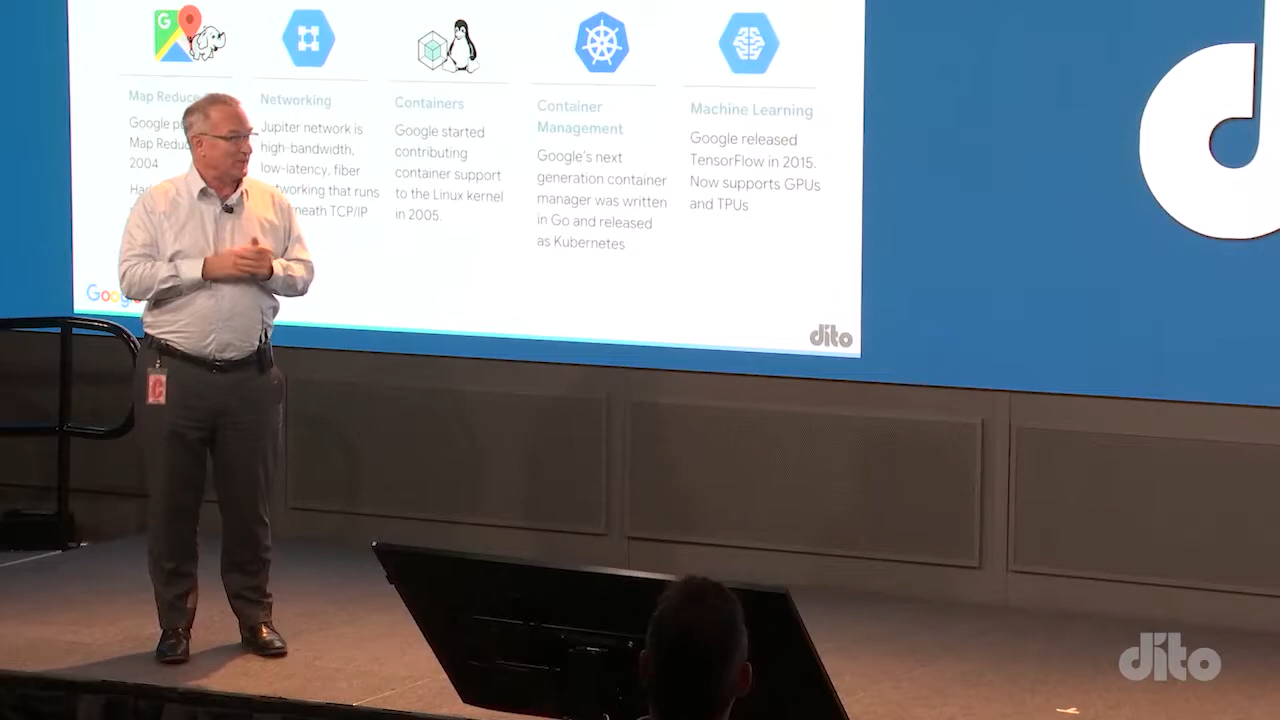 G
Map Reduce
Google
Map Reduc
2004
Networking
Jupiter network is
high-bandwidth,
low-latency, fiber
networking that runs
TCP/IP
Containers
Google started
contributing
container support
to the Linux kernel
in 2005.
Container
Management
Google's next
generation container
manager was written
in Go and released
as Kubernetes
Machine Learning
Google released
TensorFlow in 2015.
Now supports GPUs
and TPUs
Google
dito
d
dito